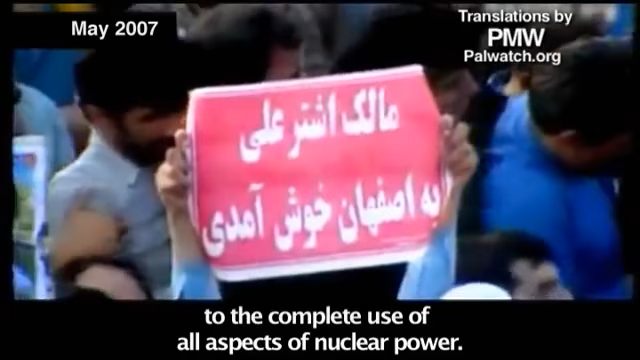 May 2007
Translations by
PMW
Palwatch.org
مالک اشتر علی
به اصفهان خوش آمدی
to the complete use of
all aspects of nuclear power.